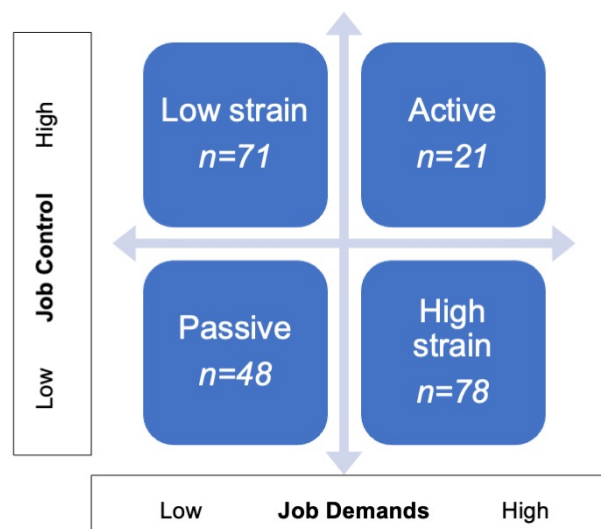 High
Job Control
Low
Low strain
n=71
Active
n=21
Passive
n=48
High
strain
n=78
Low Job Demands High